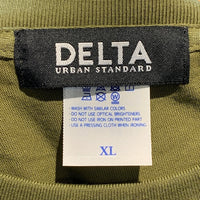 DELTA
URBAN STANDARD
- WASH WITH SIMILAR COLORS
- DO NOT USE OPTICAL BRIGHTENERS
- DO NOT USE IRON ON PRINTED PART
- USE A PRESSING CLOTH WHEN IRONING
XL